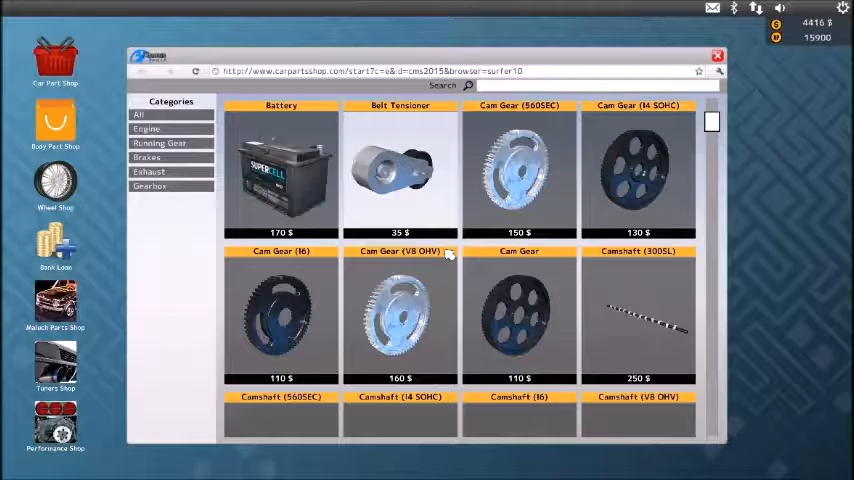 4416 $
15900
http://www.carpartsshop.com/start?c=e&id=cms2015&browse=surfer10
Search
Categories
All
Engine
Running Gear
Brakes
Exhaust
Gearbox
Battery
Belt Tensioner
Cam Gear (560SEC)
Cam Gear (I4 SOHC)
SUPERCELL
170 $
35 $
150 $
130 $
Cam Gear (I6)
Cam Gear (V8 OHV)
Cam Gear
Camshaft (300SL)
110 $
160 $
110 $
250 $
Camshaft (560SEC)
Camshaft (I4 SOHC)
Camshaft (I6)
Camshaft (V8 OHV)
Car Part Shop
Body Part Shop
Wheel Shop
Bank Loan
Maluch Parts Shop
Tuners Shop
Performance Shop